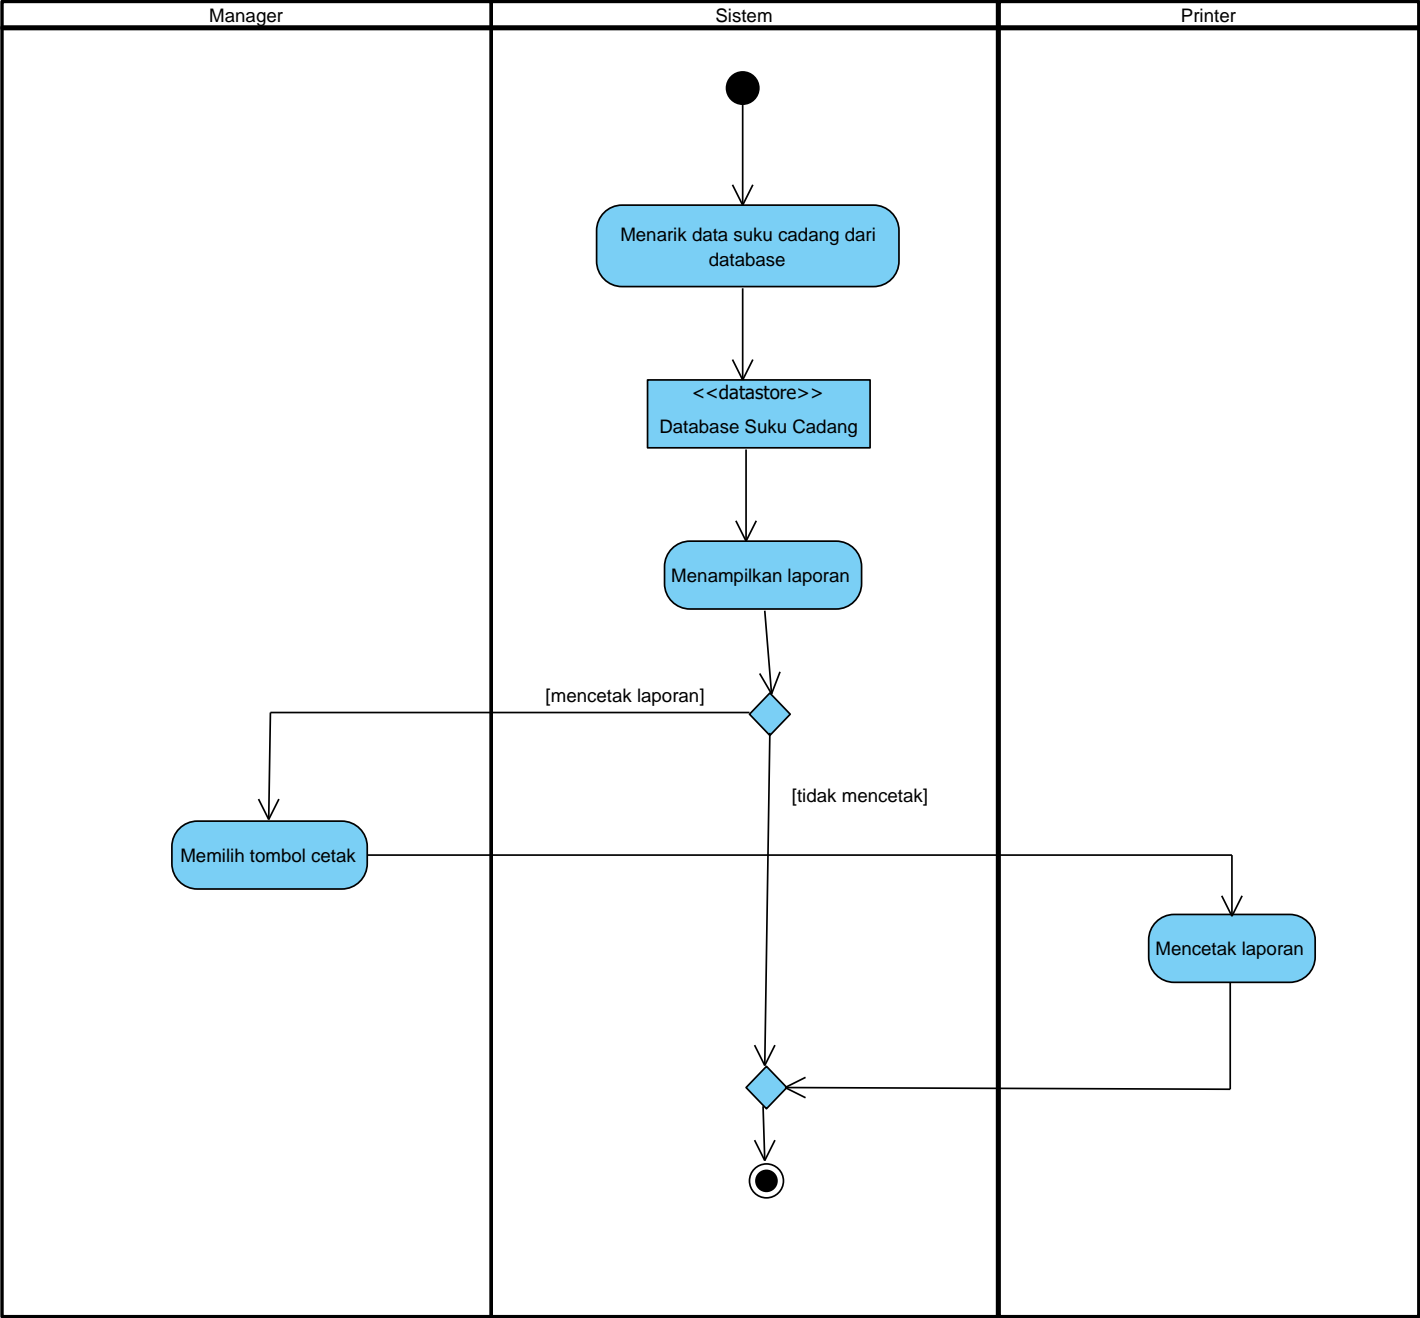 Manager
Sistem
Printer
Menarik data suku cadang dari
database
<<datastore>>
Database Suku Cadang
Menampilkan laporan
[mencetak laporan]
[tidak mencetak]
Memilih tombol cetak
Mencetak laporan